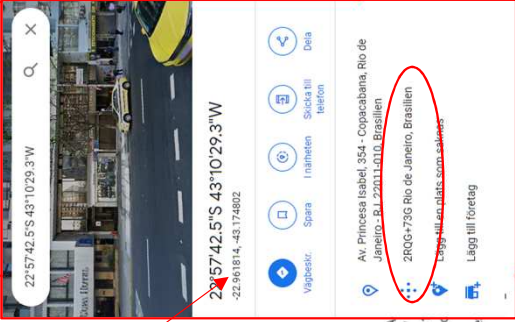 22°57'42.5"S 43°10'29.3"W
22°57'42.5"S 43°10'29.3"W
-22.961814, -43.174802
Vägbeskr.
Spara
I närheten
Skicka till
telefon
Dela
Av. Princesa Isabel, 354 - Copacabana, Rio de
Janeiro - RJ, 22011-010, Brasilien
2RQG+73G Rio de Janeiro, Brasilien
Lägg till en plats som saknas
Lägg till företag